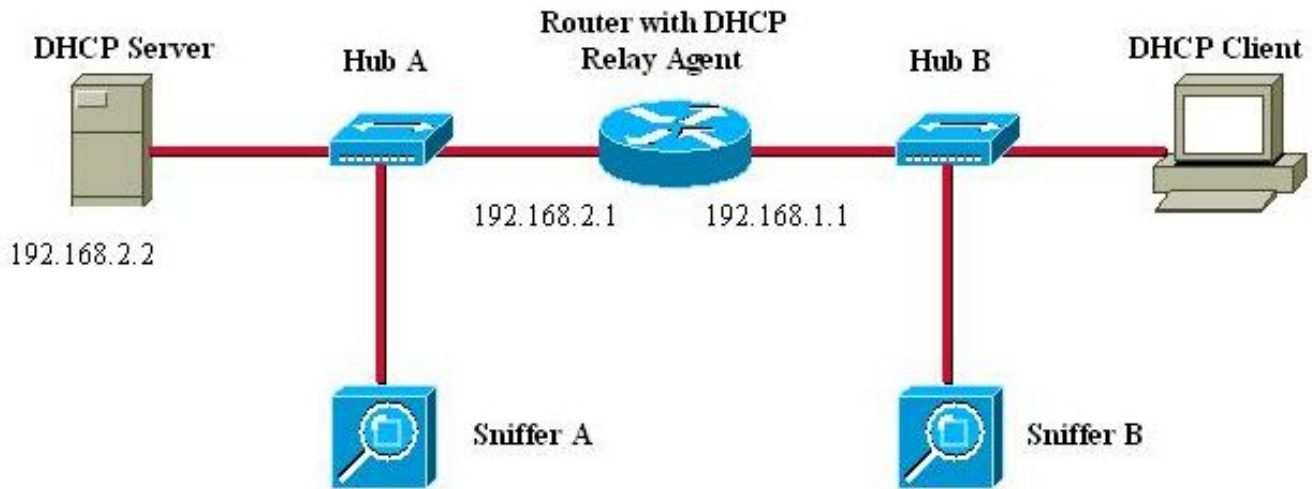 DHCP Server
Hub A
Router with DHCP
Relay Agent
Hub B
DHCP Client
192.168.2.2
192.168.2.1
192.168.1.1
Sniffer A
Sniffer B